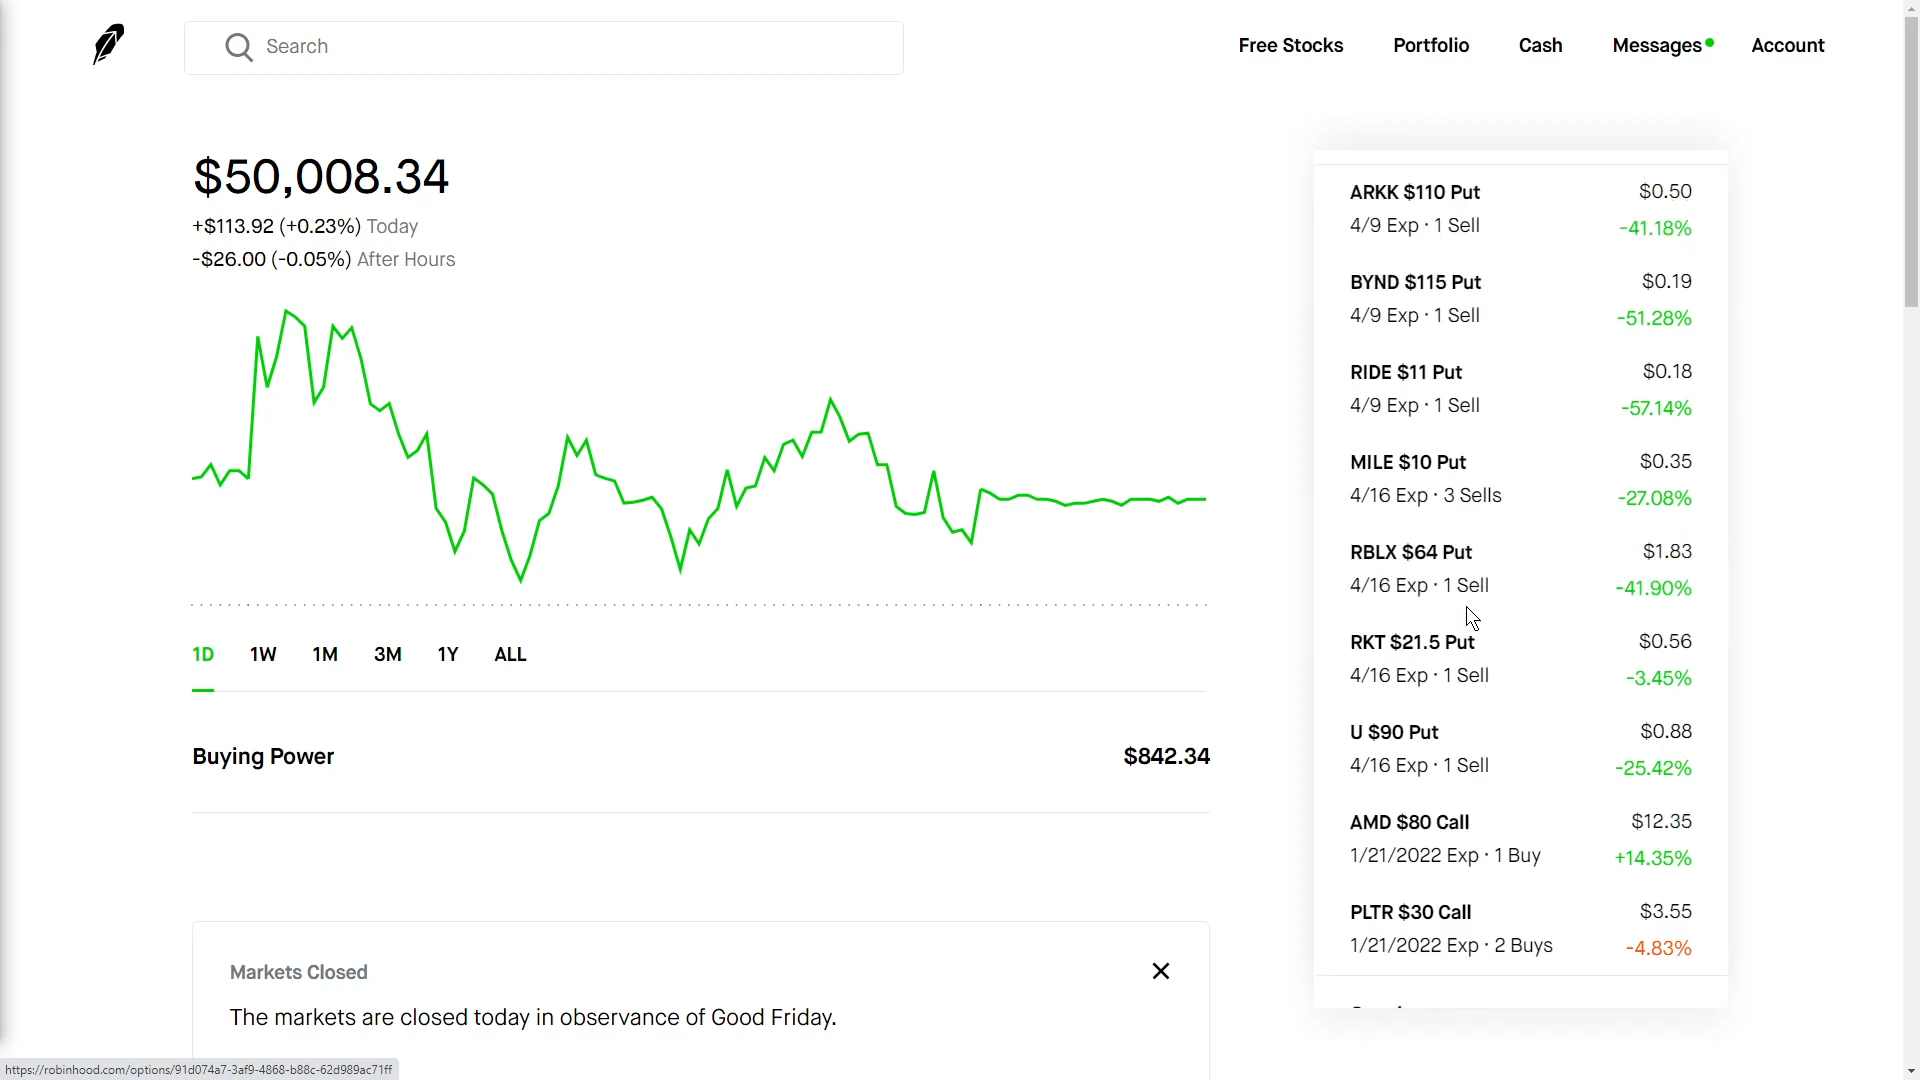 Search
Free Stocks
Portfolio
Cash
Messages
Account
$50,008.34
+$113.92 (+0.23%) Today
-$26.00 (-0.05%) After Hours
1D 1W 1M 3M 1Y ALL
Buying Power $842.34
Markets Closed
The markets are closed today in observance of Good Friday.
ARKK $110 Put $0.50
4/9 Exp · 1 Sell -41.18%
BYND $115 Put $0.19
4/9 Exp · 1 Sell -51.28%
RIDE $11 Put $0.18
4/9 Exp · 1 Sell -57.14%
MILE $10 Put $0.35
4/16 Exp · 3 Sells -27.08%
RBLX $64 Put $1.83
4/16 Exp · 1 Sell -41.90%
RKT $21.5 Put $0.56
4/16 Exp · 1 Sell -3.45%
U $90 Put $0.88
4/16 Exp · 1 Sell -25.42%
AMD $80 Call $12.35
1/21/2022 Exp · 1 Buy +14.35%
PLTR $30 Call $3.55
1/21/2022 Exp · 2 Buys -4.83%
https://robinhood.com/options/91d074a7-3af9-4868-b88c-62d989ac71ff